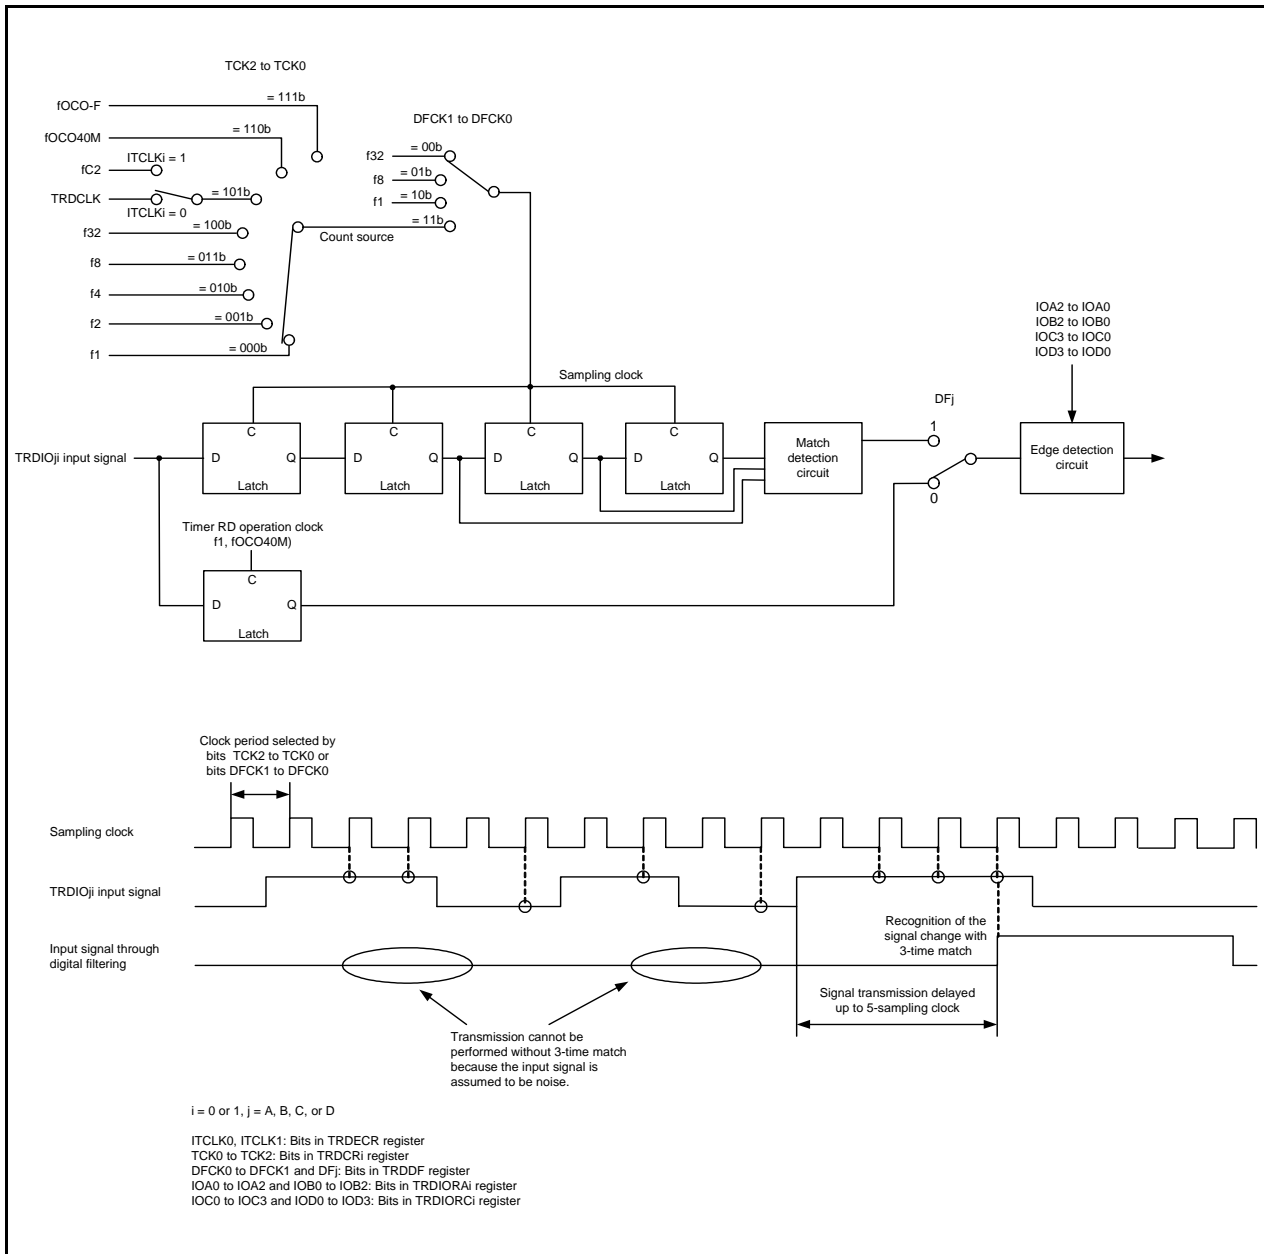 TCK2 to TCK0
fOCO-F
= 111b
DFCK1 to DFCK0
fOCO40M
= 110b
f32
= 00b
fC2
ITCLKi = 1
f8
= 01b
TRDCLK
= 101b
f1
= 10b
ITCLKi = 0
= 11b
f32
= 100b
Count source
f8
= 011b
f4
= 010b
f2
= 001b
f1
= 000b
IOA2 to IOA0
IOB2 to IOB0
IOC3 to IOC0
IOD3 to IOD0
Sampling clock
DFj
C
C
C
C
1
TRDIOji input signal
D
Q
D
Q
D
Q
D
Q
Latch
Latch
Latch
Latch
Match
detection
circuit
Edge detection
circuit
0
Timer RD operation clock
f1, fOCO40M)
C
D
Q
Latch
Clock period selected by
bits TCK2 to TCK0 or
bits DFCK1 to DFCK0
Sampling clock
TRDIOji input signal
Recognition of the
signal change with
3-time match
Input signal through
digital filtering
Signal transmission delayed
up to 5-sampling clock
Transmission cannot be
performed without 3-time match
because the input signal is
assumed to be noise.
i = 0 or 1, j = A, B, C, or D
ITCLK0, ITCLK1: Bits in TRDECR register
TCK0 to TCK2: Bits in TRDCRi register
DFCK0 to DFCK1 and DFj: Bits in TRDDF register
IOA0 to IOA2 and IOB0 to IOB2: Bits in TRDIORAi register
IOC0 to IOC3 and IOD0 to IOD3: Bits in TRDIORCi register